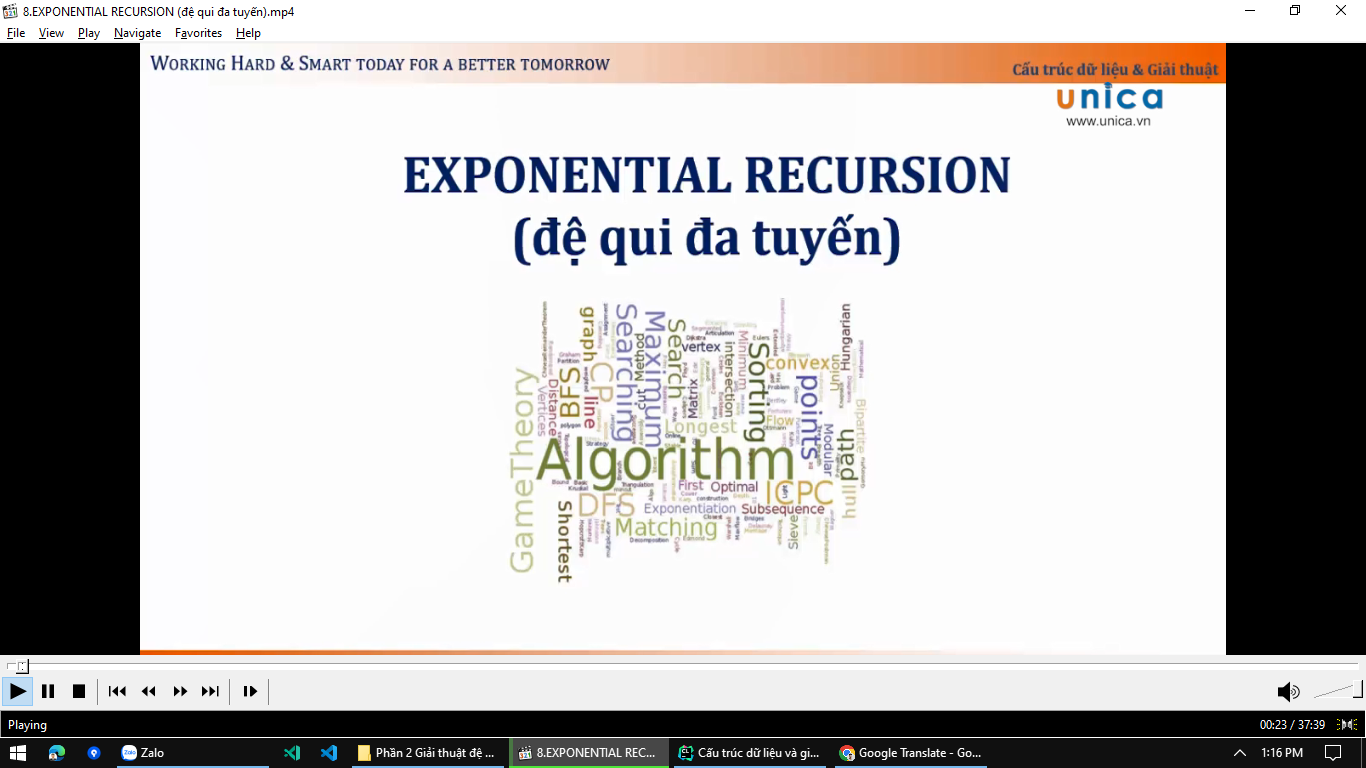 8.EXPONENTIAL RECURSION (đệ qui đa tuyến).mp4
File View Play Navigate Favorites Help
WORKING HARD & SMART TODAY FOR A BETTER TOMORROW
Cấu trúc dữ liệu & Giải thuật
unica
www.unica.vn
EXPONENTIAL RECURSION
(đệ qui đa tuyến)
graph
Searching
Maximum
Search
Method
cut
vertex
Articulation
Dijkstra
intersection
Minimum
Sorting
convex
Union
Hungarian
BFS
CP
line
Distance
Vertices
Matrix
Longest
Flow
points
Modular
path
Bipartite
GameTheory
Algorithm
First
Optimal
ICPC
hull
DFS
Exponentiation
Subsequence
Shortest
Matching
Sieve
Decomposition
Playing
00:23 / 37:39
Zalo
Phần 2 Giải thuật đệ ...
8.EXPONENTIAL REC...
Cấu trúc dữ liệu và gi...
Google Translate - Go...
1:16 PM